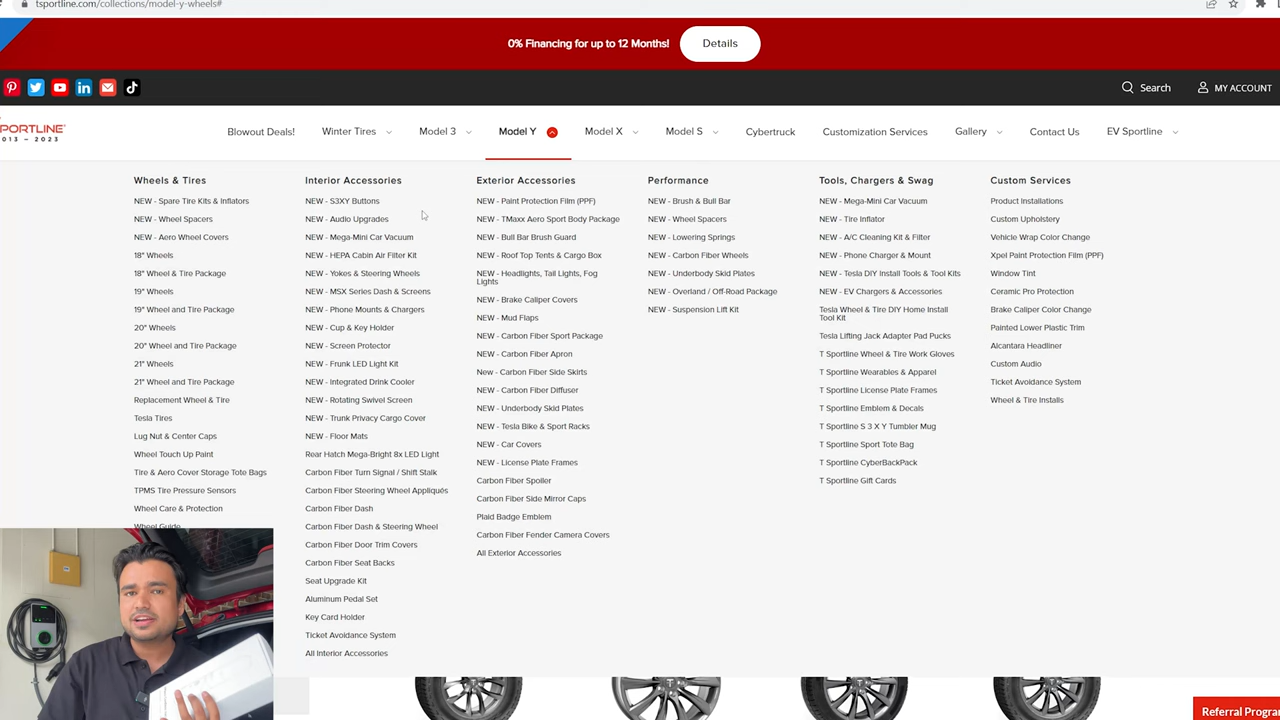 tsportline.com/collections/model-y-wheels#
0% Financing for up to 12 Months!
Details
Search
MY ACCOUNT
SPORTLINE
2013 – 2023
Blowout Deals!
Winter Tires
Model 3
Model Y
Model X
Model S
Cybertruck
Customization Services
Gallery
Contact Us
EV Sportline
Wheels & Tires
NEW - Spare Tire Kits & Inflators
NEW - Wheel Spacers
NEW - Aero Wheel Covers
18" Wheels
18" Wheel & Tire Package
19" Wheels
19" Wheel and Tire Package
20" Wheels
20" Wheel and Tire Package
21" Wheels
21" Wheel and Tire Package
Replacement Wheel & Tire
Tesla Tires
Lug Nut & Center Caps
Wheel Touch Up Paint
Tire & Aero Cover Storage Tote Bags
TPMS Tire Pressure Sensors
Wheel Care & Protection
Wheel Guide
Interior Accessories
NEW - S3XY Buttons
NEW - Audio Upgrades
NEW - Mega-Mini Car Vacuum
NEW - HEPA Cabin Air Filter Kit
NEW - Yokes & Steering Wheels
NEW - MSX Series Dash & Screens
NEW - Phone Mounts & Chargers
NEW - Cup & Key Holder
NEW - Screen Protector
NEW - Frunk LED Light Kit
NEW - Integrated Drink Cooler
NEW - Rotating Swivel Screen
NEW - Trunk Privacy Cargo Cover
NEW - Floor Mats
Rear Hatch Mega-Bright 8x LED Light
Carbon Fiber Turn Signal / Shift Stalk
Carbon Fiber Steering Wheel Appliqués
Carbon Fiber Dash
Carbon Fiber Dash & Steering Wheel
Carbon Fiber Door Trim Covers
Carbon Fiber Seat Backs
Seat Upgrade Kit
Aluminum Pedal Set
Key Card Holder
Ticket Avoidance System
All Interior Accessories
Exterior Accessories
NEW - Paint Protection Film (PPF)
NEW - TMaxx Aero Sport Body Package
NEW - Bull Bar Brush Guard
NEW - Roof Top Tents & Cargo Box
NEW - Headlights, Tail Lights, Fog
Lights
NEW - Brake Caliper Covers
NEW - Mud Flaps
NEW - Carbon Fiber Sport Package
NEW - Carbon Fiber Apron
New - Carbon Fiber Side Skirts
NEW - Carbon Fiber Diffuser
NEW - Underbody Skid Plates
NEW - Tesla Bike & Sport Racks
NEW - Car Covers
NEW - License Plate Frames
Carbon Fiber Spoiler
Carbon Fiber Side Mirror Caps
Plaid Badge Emblem
Carbon Fiber Fender Camera Covers
All Exterior Accessories
Performance
NEW - Brush & Bull Bar
NEW - Wheel Spacers
NEW - Lowering Springs
NEW - Carbon Fiber Wheels
NEW - Underbody Skid Plates
NEW - Overland / Off-Road Package
NEW - Suspension Lift Kit
Tools, Chargers & Swag
NEW - Mega-Mini Car Vacuum
NEW - Tire Inflator
NEW - A/C Cleaning Kit & Filter
NEW - Phone Charger & Mount
NEW - Tesla DIY Install Tools & Tool Kits
NEW - EV Chargers & Accessories
Tesla Wheel & Tire DIY Home Install
Tool Kit
Tesla Lifting Jack Adapter Pad Pucks
T Sportline Wheel & Tire Work Gloves
T Sportline Wearables & Apparel
T Sportline License Plate Frames
T Sportline Emblem & Decals
T Sportline S 3 X Y Tumbler Mug
T Sportline Sport Tote Bag
T Sportline CyberBackPack
T Sportline Gift Cards
Custom Services
Product Installations
Custom Upholstery
Vehicle Wrap Color Change
Xpel Paint Protection Film (PPF)
Window Tint
Ceramic Pro Protection
Brake Caliper Color Change
Painted Lower Plastic Trim
Alcantara Headliner
Custom Audio
Ticket Avoidance System
Wheel & Tire Installs
Referral Program